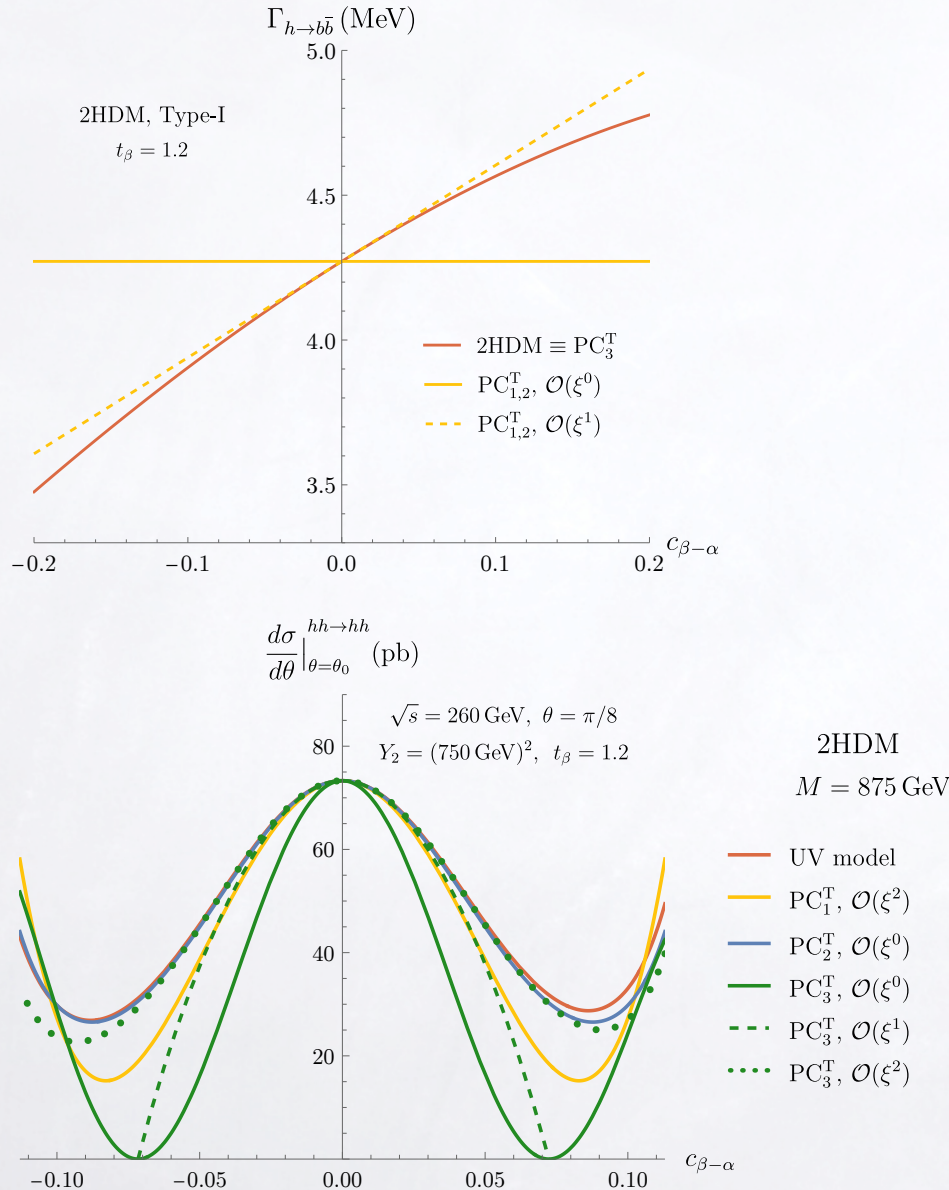 Γ_{h→bb̄} (MeV)
5.0
2HDM, Type-I
t_β = 1.2
4.5
4.0
2HDM ≡ PC_3^T
PC_{1,2}^T, 𝒪(ξ^0)
PC_{1,2}^T, 𝒪(ξ^1)
3.5
c_{β−α}
−0.2 −0.1 0.0 0.1 0.2
dσ/dθ|_{θ=θ_0}^{hh→hh} (pb)
√s = 260 GeV, θ = π/8
Y_2 = (750 GeV)^2, t_β = 1.2
80
2HDM
M = 875 GeV
60
UV model
PC_1^T, 𝒪(ξ^2)
40
PC_2^T, 𝒪(ξ^0)
PC_3^T, 𝒪(ξ^0)
PC_3^T, 𝒪(ξ^1)
20
PC_3^T, 𝒪(ξ^2)
c_{β−α}
−0.10 −0.05 0.00 0.05 0.10